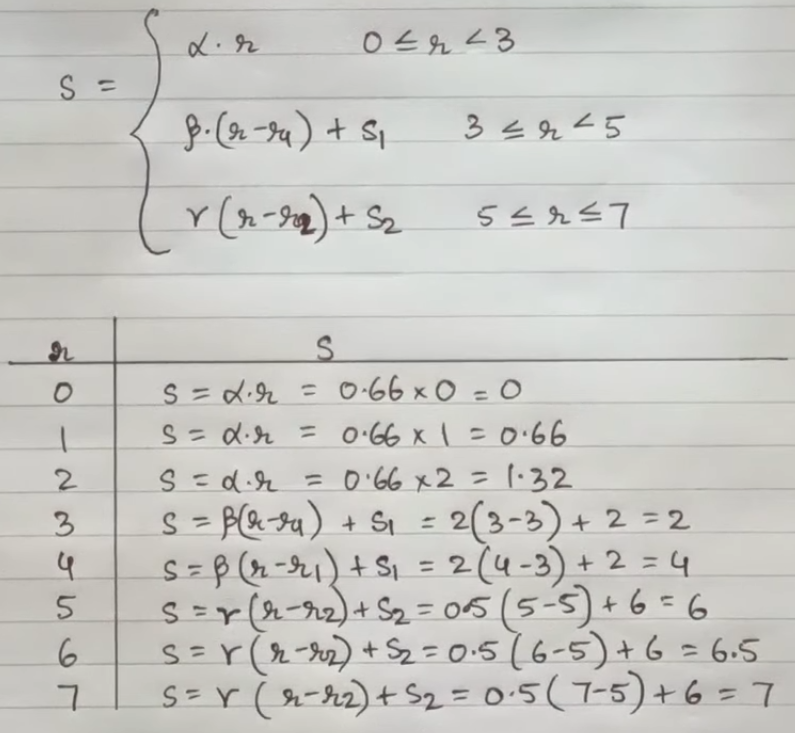 S =
α · r 0 ≤ r < 3
β·(r-r1) + S1 3 ≤ r < 5
γ(r-r2) + S2 5 ≤ r ≤ 7
r S
0 S = α·r = 0.66 × 0 = 0
1 S = α·r = 0.66 × 1 = 0.66
2 S = α·r = 0.66 × 2 = 1.32
3 S = β(r-r1) + S1 = 2(3-3) + 2 = 2
4 S = β(r-r1) + S1 = 2(4-3) + 2 = 4
5 S = γ(r-r2) + S2 = 0.5(5-5) + 6 = 6
6 S = γ(r-r2) + S2 = 0.5(6-5) + 6 = 6.5
7 S = γ(r-r2) + S2 = 0.5(7-5) + 6 = 7